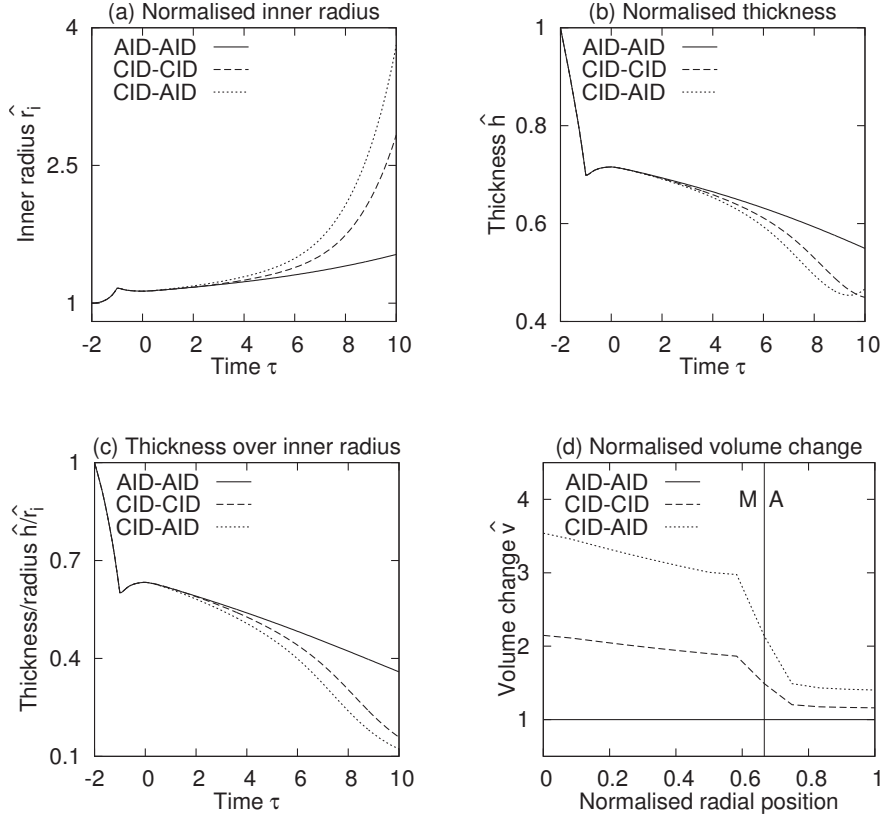 (a) Normalised inner radius
4
AID-AID
CID-CID
CID-AID
2.5
1
Inner radius r̂ᵢ
-2 0 2 4 6 8 10
Time τ
(b) Normalised thickness
1
AID-AID
CID-CID
CID-AID
0.8
0.6
0.4
Thickness ĥ
-2 0 2 4 6 8 10
Time τ
(c) Thickness over inner radius
1
AID-AID
CID-CID
CID-AID
0.7
0.4
0.1
Thickness/radius ĥ/r̂ᵢ
-2 0 2 4 6 8 10
Time τ
(d) Normalised volume change
AID-AID
CID-CID
CID-AID
M A
4
3
2
1
Volume change v̂
0 0.2 0.4 0.6 0.8 1
Normalised radial position